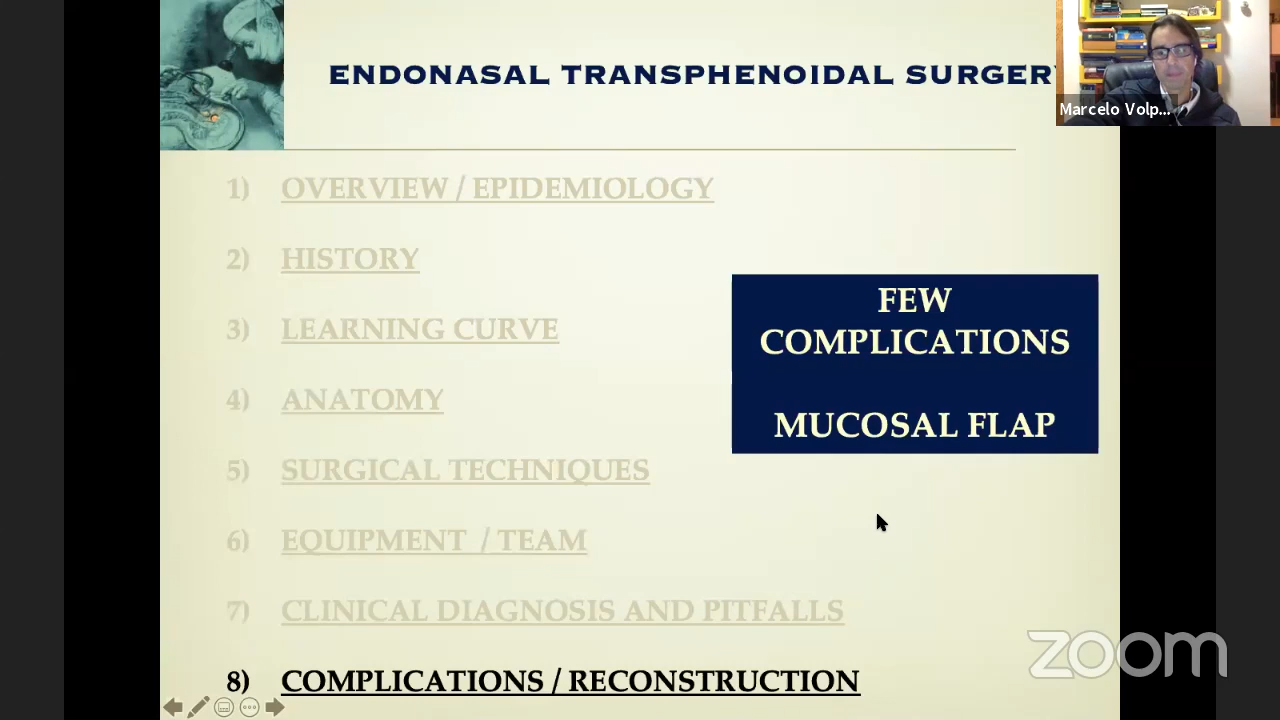 ENDONASAL TRANSPHENOIDAL SURGERY
Marcelo Volp...
1) OVERVIEW / EPIDEMIOLOGY
2) HISTORY
3) LEARNING CURVE
4) ANATOMY
5) SURGICAL TECHNIQUES
6) EQUIPMENT / TEAM
7) CLINICAL DIAGNOSIS AND PITFALLS
8) COMPLICATIONS / RECONSTRUCTION
FEW
COMPLICATIONS
MUCOSAL FLAP
zoom